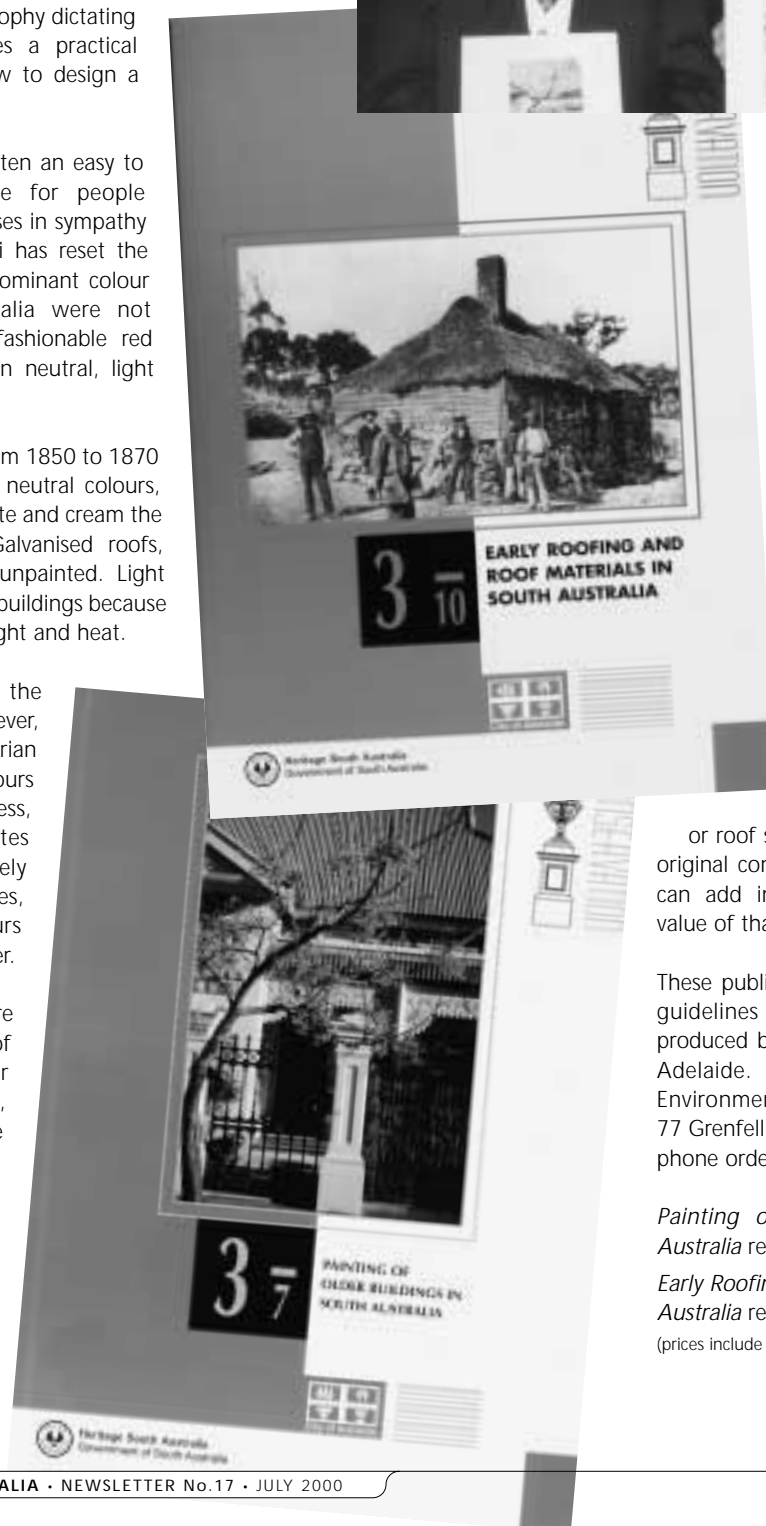 ophy dictating
es a practical
w to design a
ten an easy to
e for people
ses in sympathy
i has reset the
ominant colour
alia were not
fashionable red
n neutral, light
m 1850 to 1870
neutral colours,
te and cream the
Galvanised roofs,
unpainted. Light
buildings because
ght and heat.
the
ever,
rian
ours
ess,
tes
ely
es,
urs
er.
re
of
r
,
e
3 10
EARLY ROOFING AND
ROOF MATERIALS IN
SOUTH AUSTRALIA
Heritage South Australia
Government of South Australia
3 7
PAINTING OF
OLDER BUILDINGS IN
SOUTH AUSTRALIA
Heritage South Australia
Government of South Australia
or roof s
original cor
can add in
value of tha
These publi
guidelines
produced b
Adelaide.
Environmer
77 Grenfell
phone orde
Painting o
Australia re
Early Roofin
Australia re
(prices include
ALIA • NEWSLETTER No.17 • JULY 2000